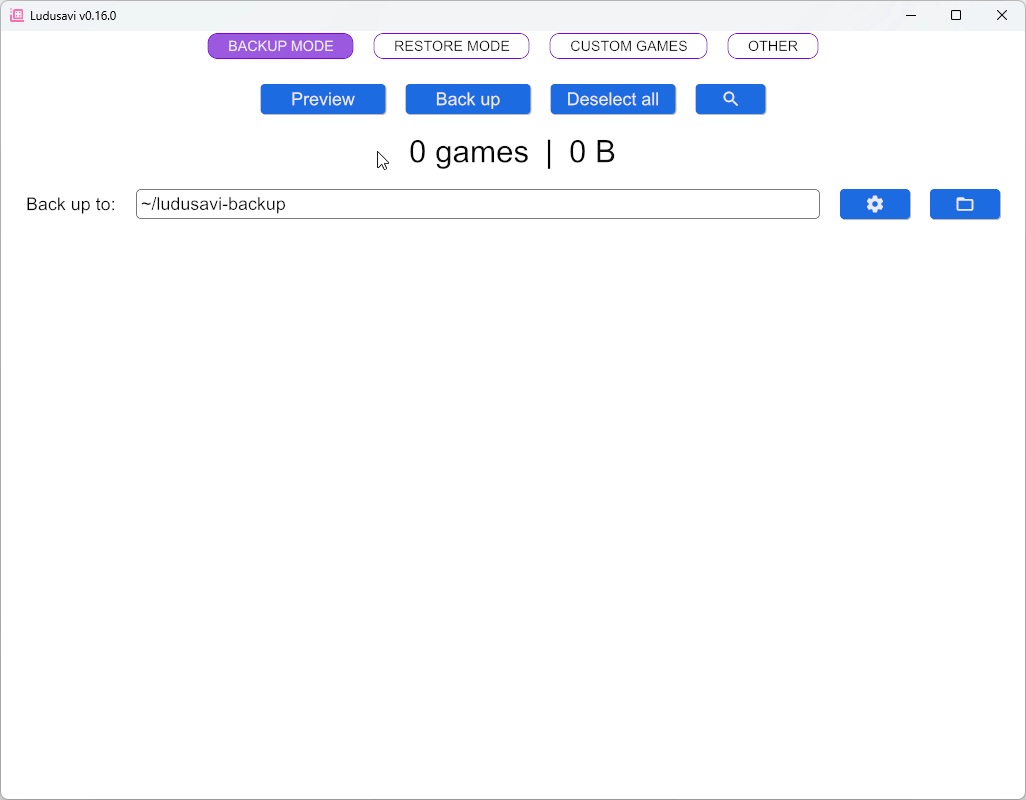 Ludusavi v0.16.0
BACKUP MODE RESTORE MODE CUSTOM GAMES OTHER
Preview Back up Deselect all
0 games | 0 B
Back up to: ~/ludusavi-backup